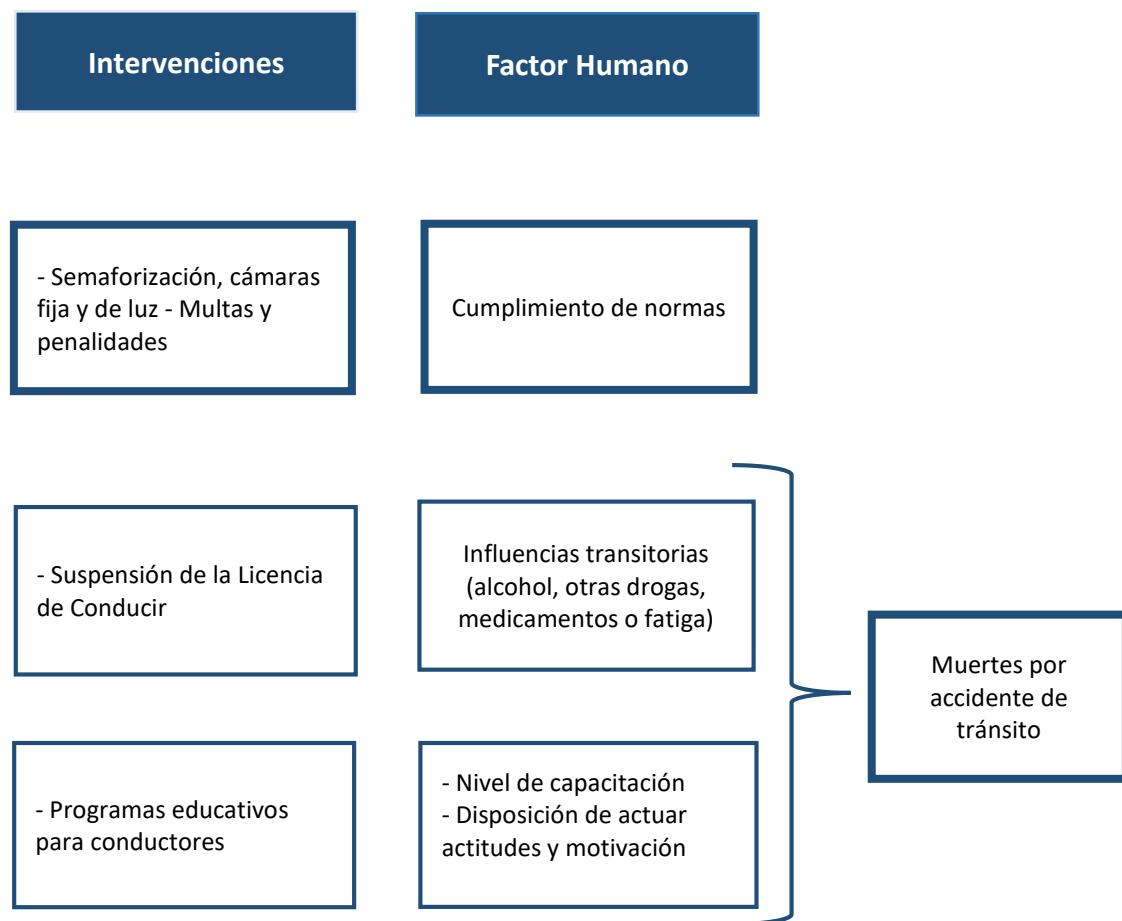 Intervenciones
Factor Humano
- Semaforización, cámaras
fija y de luz - Multas y
penalidades
Cumplimiento de normas
- Suspensión de la Licencia
de Conducir
Influencias transitorias
(alcohol, otras drogas,
medicamentos o fatiga)
Muertes por
accidente de
tránsito
- Programas educativos
para conductores
- Nivel de capacitación
- Disposición de actuar
actitudes y motivación